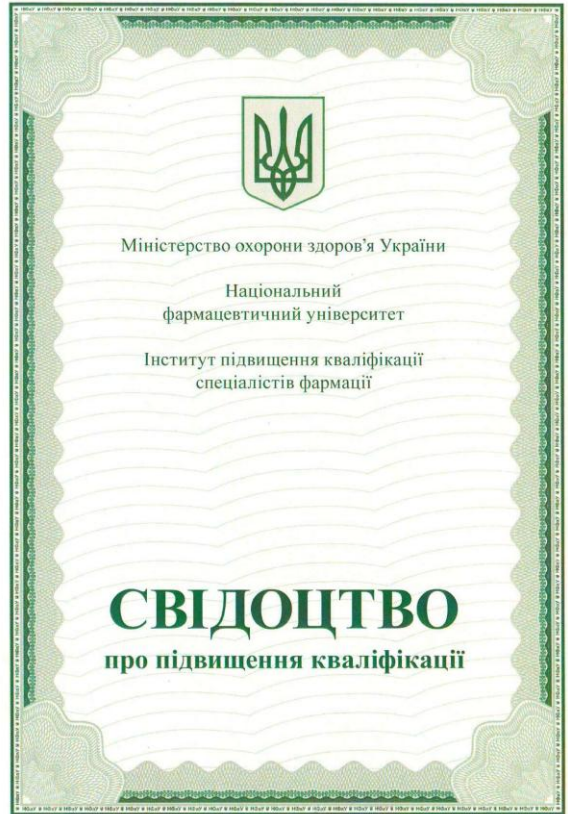 Міністерство охорони здоров'я України
Національний
фармацевтичний університет
Інститут підвищення кваліфікації
спеціалістів фармації
СВІДОЦТВО
про підвищення кваліфікації